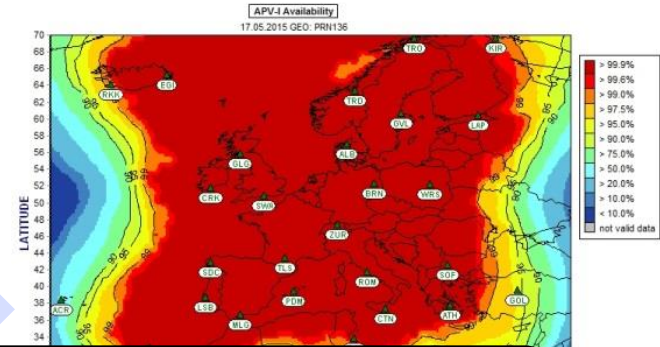 APV-I Availability
17.05.2015 GEO: PRN136
LATITUDE
70
68
66
64
62
60
58
56
54
52
50
48
46
44
42
40
38
36
34
TRO
KIR
EGI
RKK
TRD
GVL
LAP
ALB
GLG
CRK
SWA
BRN
WRS
ZUR
SDC
TLS
ROM
SOF
ACR
LSB
PDM
GOL
MLG
CTN
ATH
> 99.9%
> 99.6%
> 99.0%
> 97.5%
> 95.0%
> 90.0%
> 75.0%
> 50.0%
> 20.0%
> 10.0%
< 10.0%
not valid data